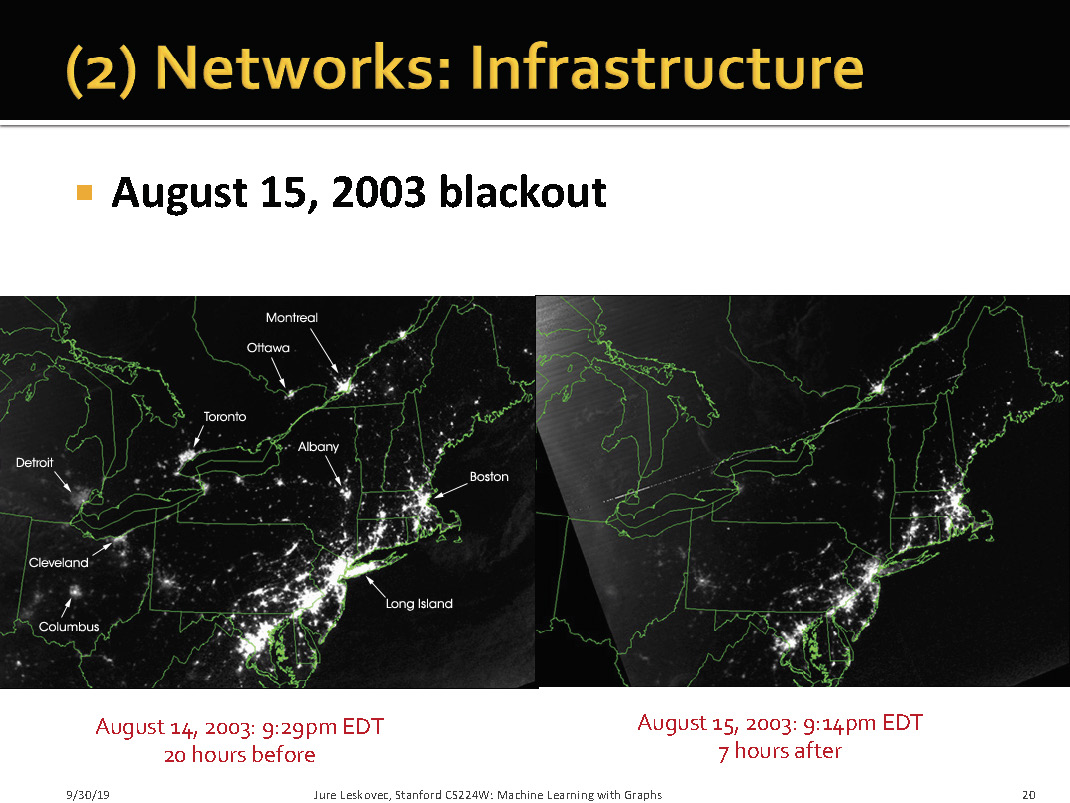 (2) Networks: Infrastructure
August 15, 2003 blackout
Montreal
Ottawa
Toronto
Albany
Detroit
Boston
Cleveland
Long Island
Columbus
August 14, 2003: 9:29pm EDT
20 hours before
August 15, 2003: 9:14pm EDT
7 hours after
9/30/19
Jure Leskovec, Stanford CS224W: Machine Learning with Graphs
20